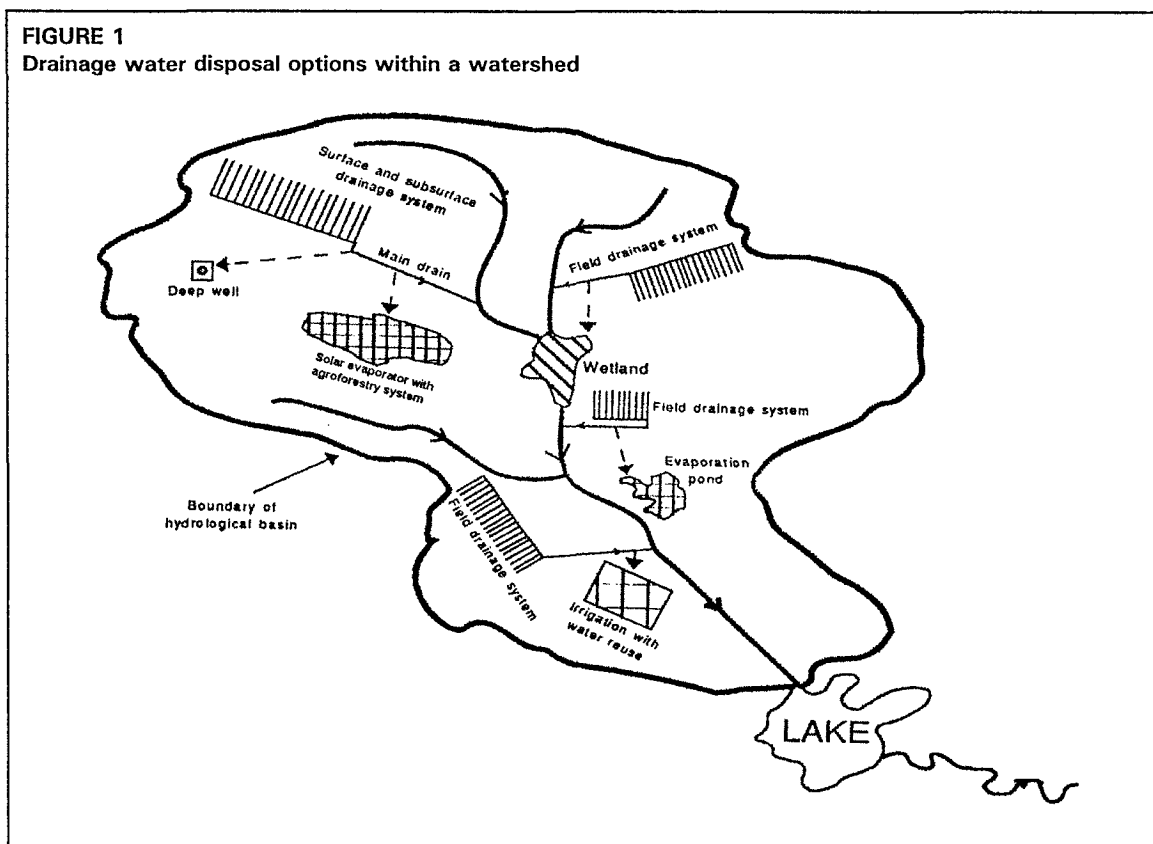 FIGURE 1
Drainage water disposal options within a watershed
Surface and subsurface
drainage system
Main drain
Deep well
Field drainage system
Solar evaporator with
agroforestry system
Wetland
Field drainage system
Evaporation
pond
Boundary of
hydrological basin
Field drainage system
Irrigation with
water reuse
LAKE